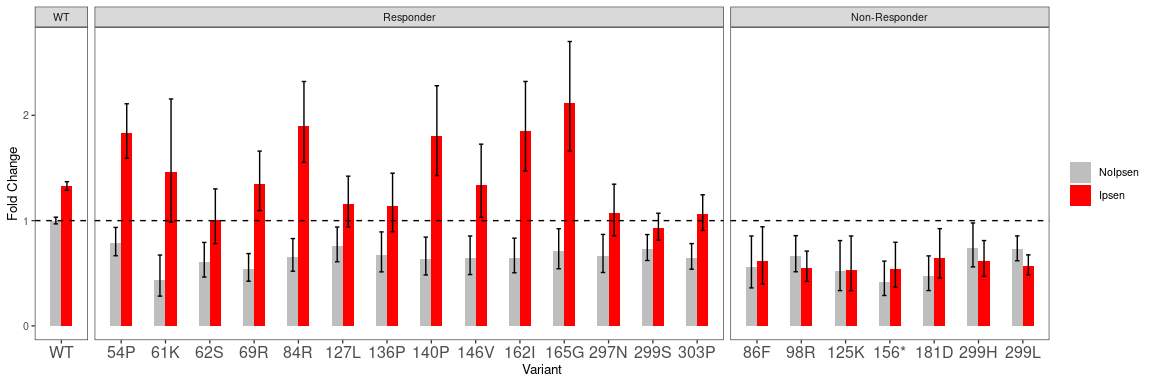 WT Responder Non-Responder
Fold Change
2
1
0
NoIpsen
Ipsen
WT 54P 61K 62S 69R 84R 127L 136P 140P 146V 162I 165G 297N 299S 303P 86F 98R 125K 156* 181D 299H 299L
Variant